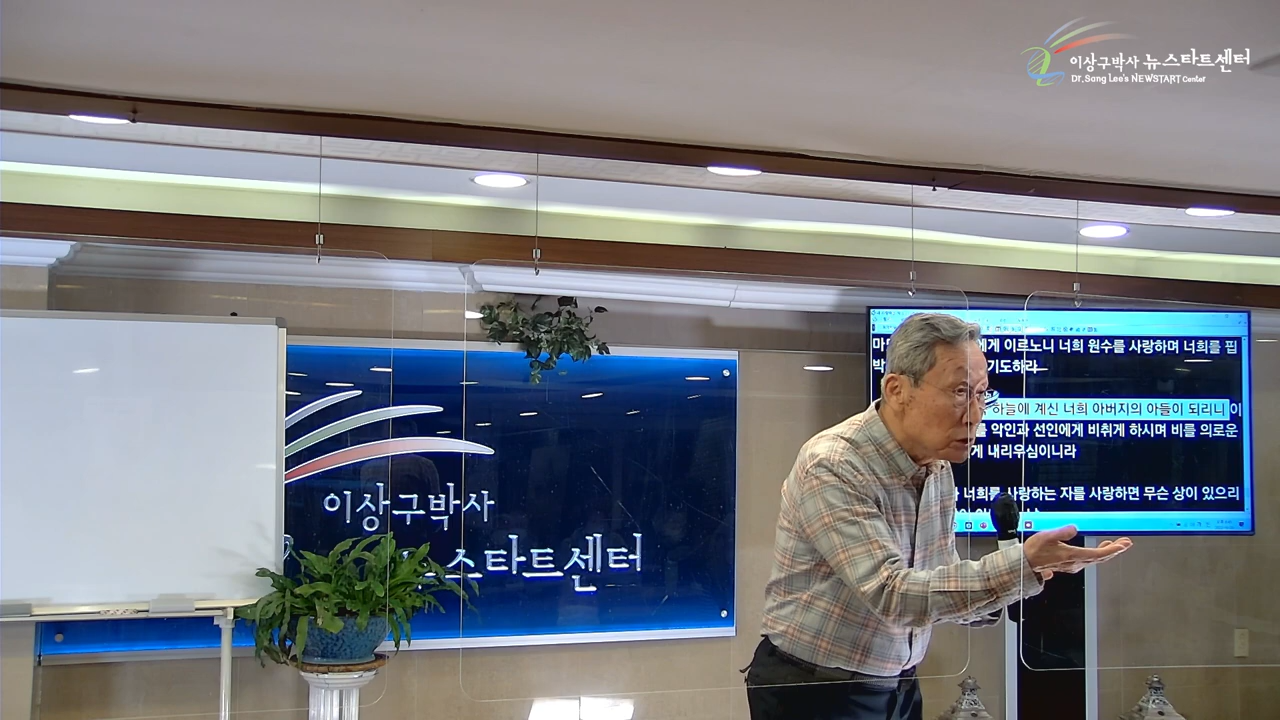 이상구박사 뉴스타트센터
Dr. Sang Lee's NEWSTART Center
에게 이르노니 너희 원수를 사랑하며 너희를 핍
기도하라
하늘에 계신 너희 아버지의 아들이 되리니 이
악인과 선인에게 비취게 하시며 비를 의로운
게 내리우심이니라
너희를 사랑하는 자를 사랑하면 무슨 상이 있으리
이상구박사
스타트센터